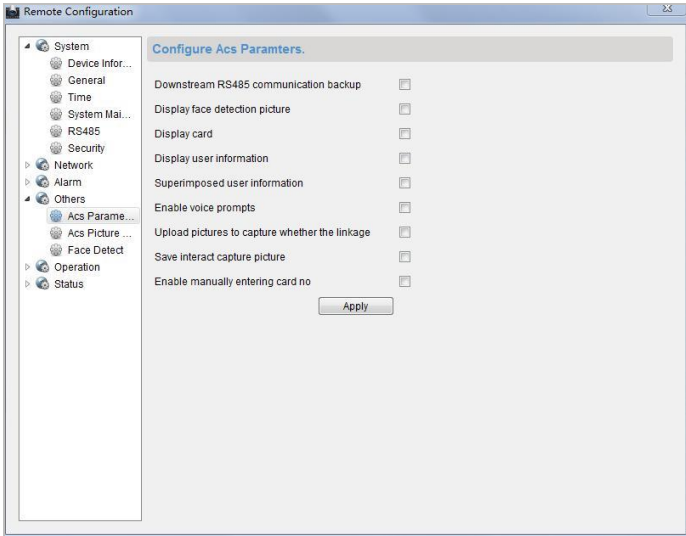 Remote Configuration
System
Device Infor...
General
Time
System Mai...
RS485
Security
Network
Alarm
Others
Acs Parame...
Acs Picture ...
Face Detect
Operation
Status
Configure Acs Paramters.
Downstream RS485 communication backup
Display face detection picture
Display card
Display user information
Superimposed user information
Enable voice prompts
Upload pictures to capture whether the linkage
Save interact capture picture
Enable manually entering card no
Apply